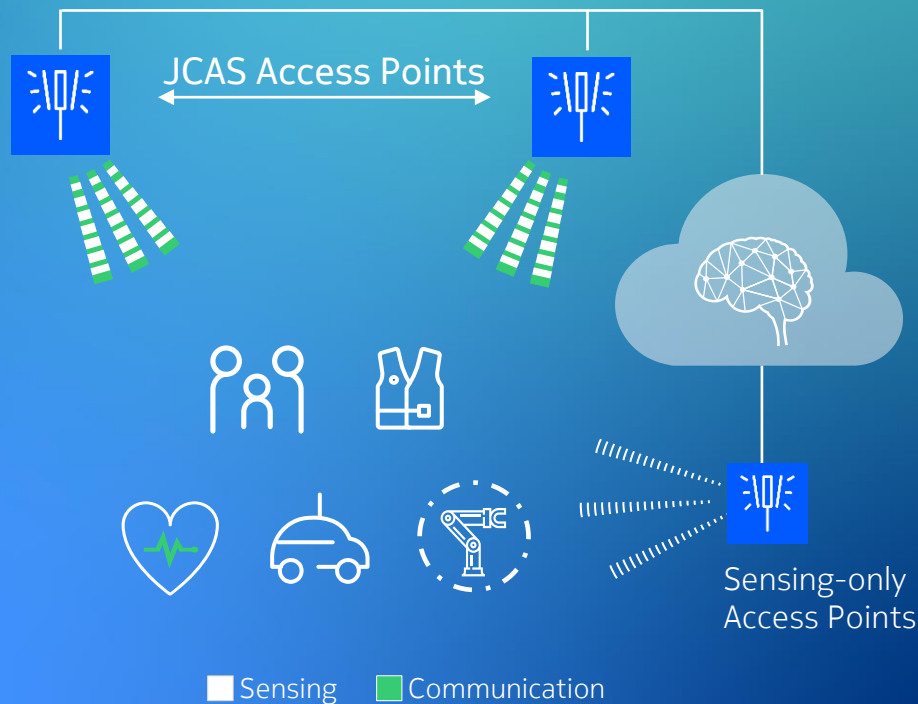 JCAS Access Points
Sensing-only
Access Points
Sensing
Communication